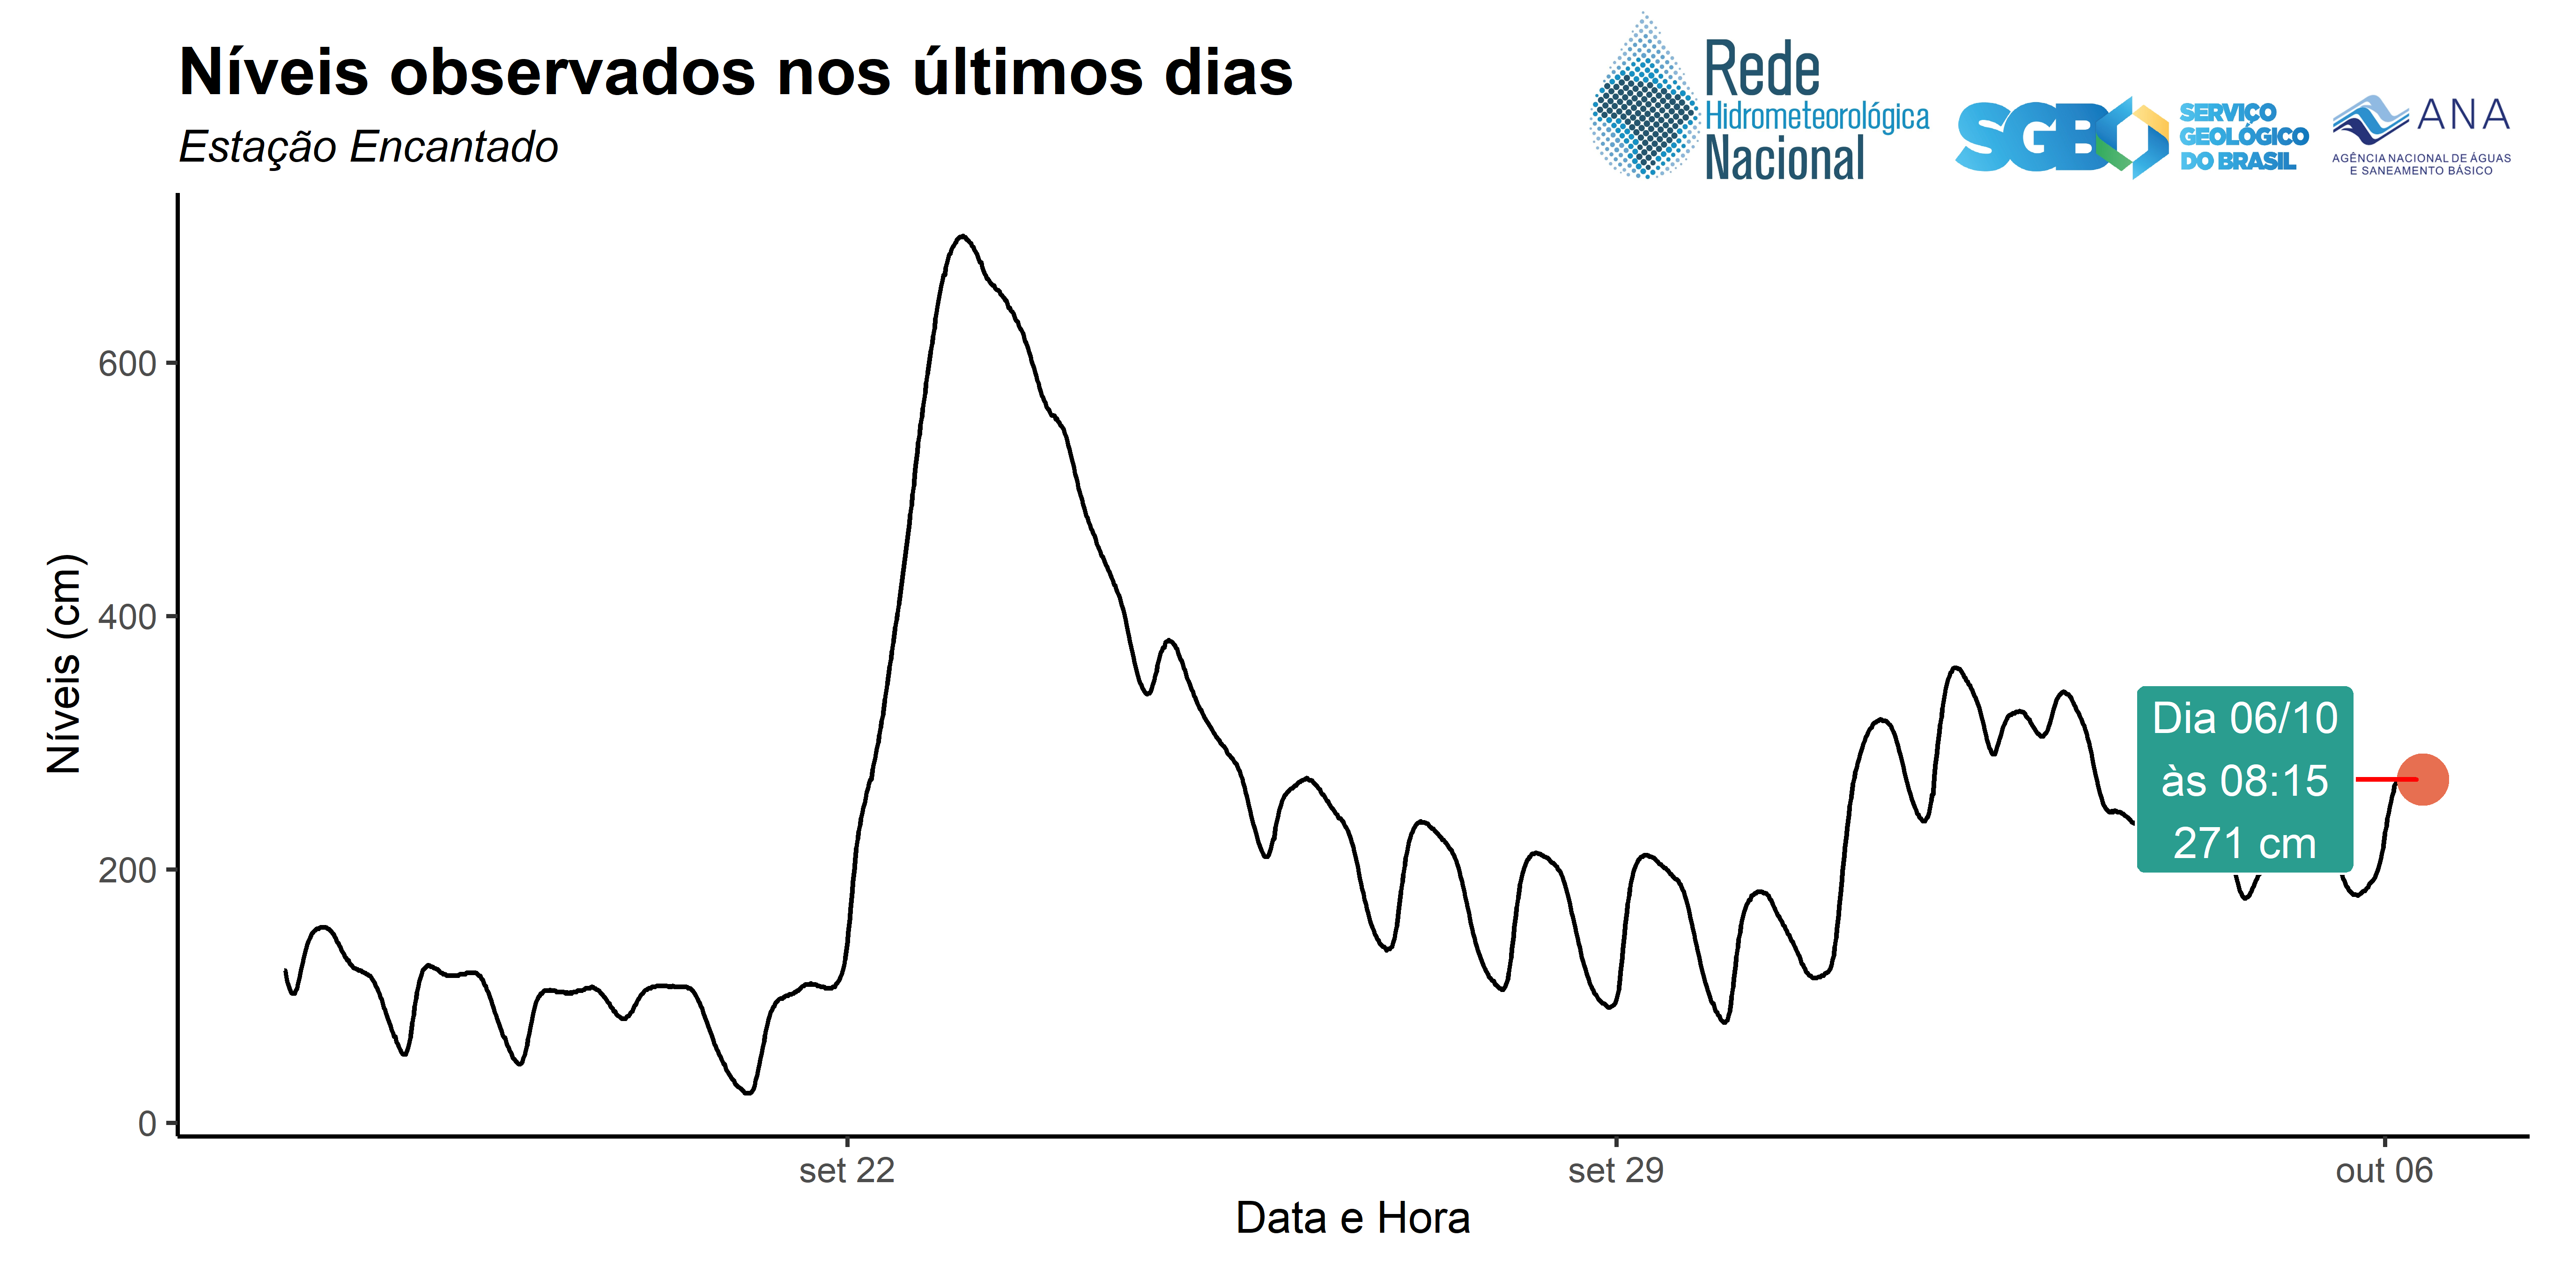 Níveis observados nos últimos dias
Estação Encantado
Rede
Hidrometeorológica
Nacional
SGB
SERVIÇO
GEOLÓGICO
DO BRASIL
ANA
AGÊNCIA NACIONAL DE ÁGUAS
E SANEAMENTO BÁSICO
Níveis (cm)
600
400
200
0
Dia 06/10
às 08:15
271 cm
set 22
set 29
out 06
Data e Hora